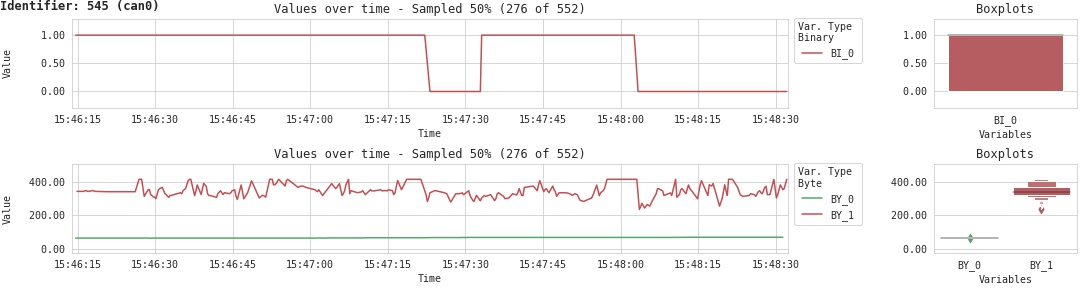 Identifier: 545 (can0)
Values over time - Sampled 50% (276 of 552)
Boxplots
Value
1.00
0.50
0.00
15:46:15 15:46:30 15:46:45 15:47:00 15:47:15 15:47:30 15:47:45 15:48:00 15:48:15 15:48:30
Time
Var. Type
Binary
BI_0
1.00
0.50
0.00
BI_0
Variables
Values over time - Sampled 50% (276 of 552)
Boxplots
Value
400.00
200.00
0.00
15:46:15 15:46:30 15:46:45 15:47:00 15:47:15 15:47:30 15:47:45 15:48:00 15:48:15 15:48:30
Time
Var. Type
Byte
BY_0
BY_1
400.00
200.00
0.00
BY_0 BY_1
Variables